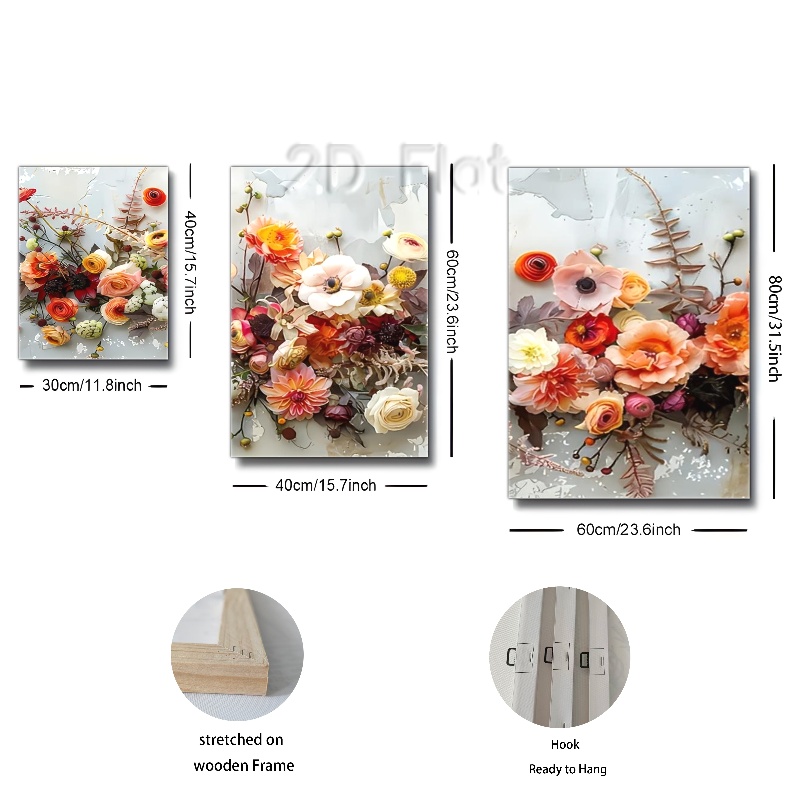 2D Flat
40cm/15.7inch
30cm/11.8inch
60cm/23.6inch
40cm/15.7inch
80cm/31.5inch
60cm/23.6inch
stretched on
wooden Frame
Hook
Ready to Hang